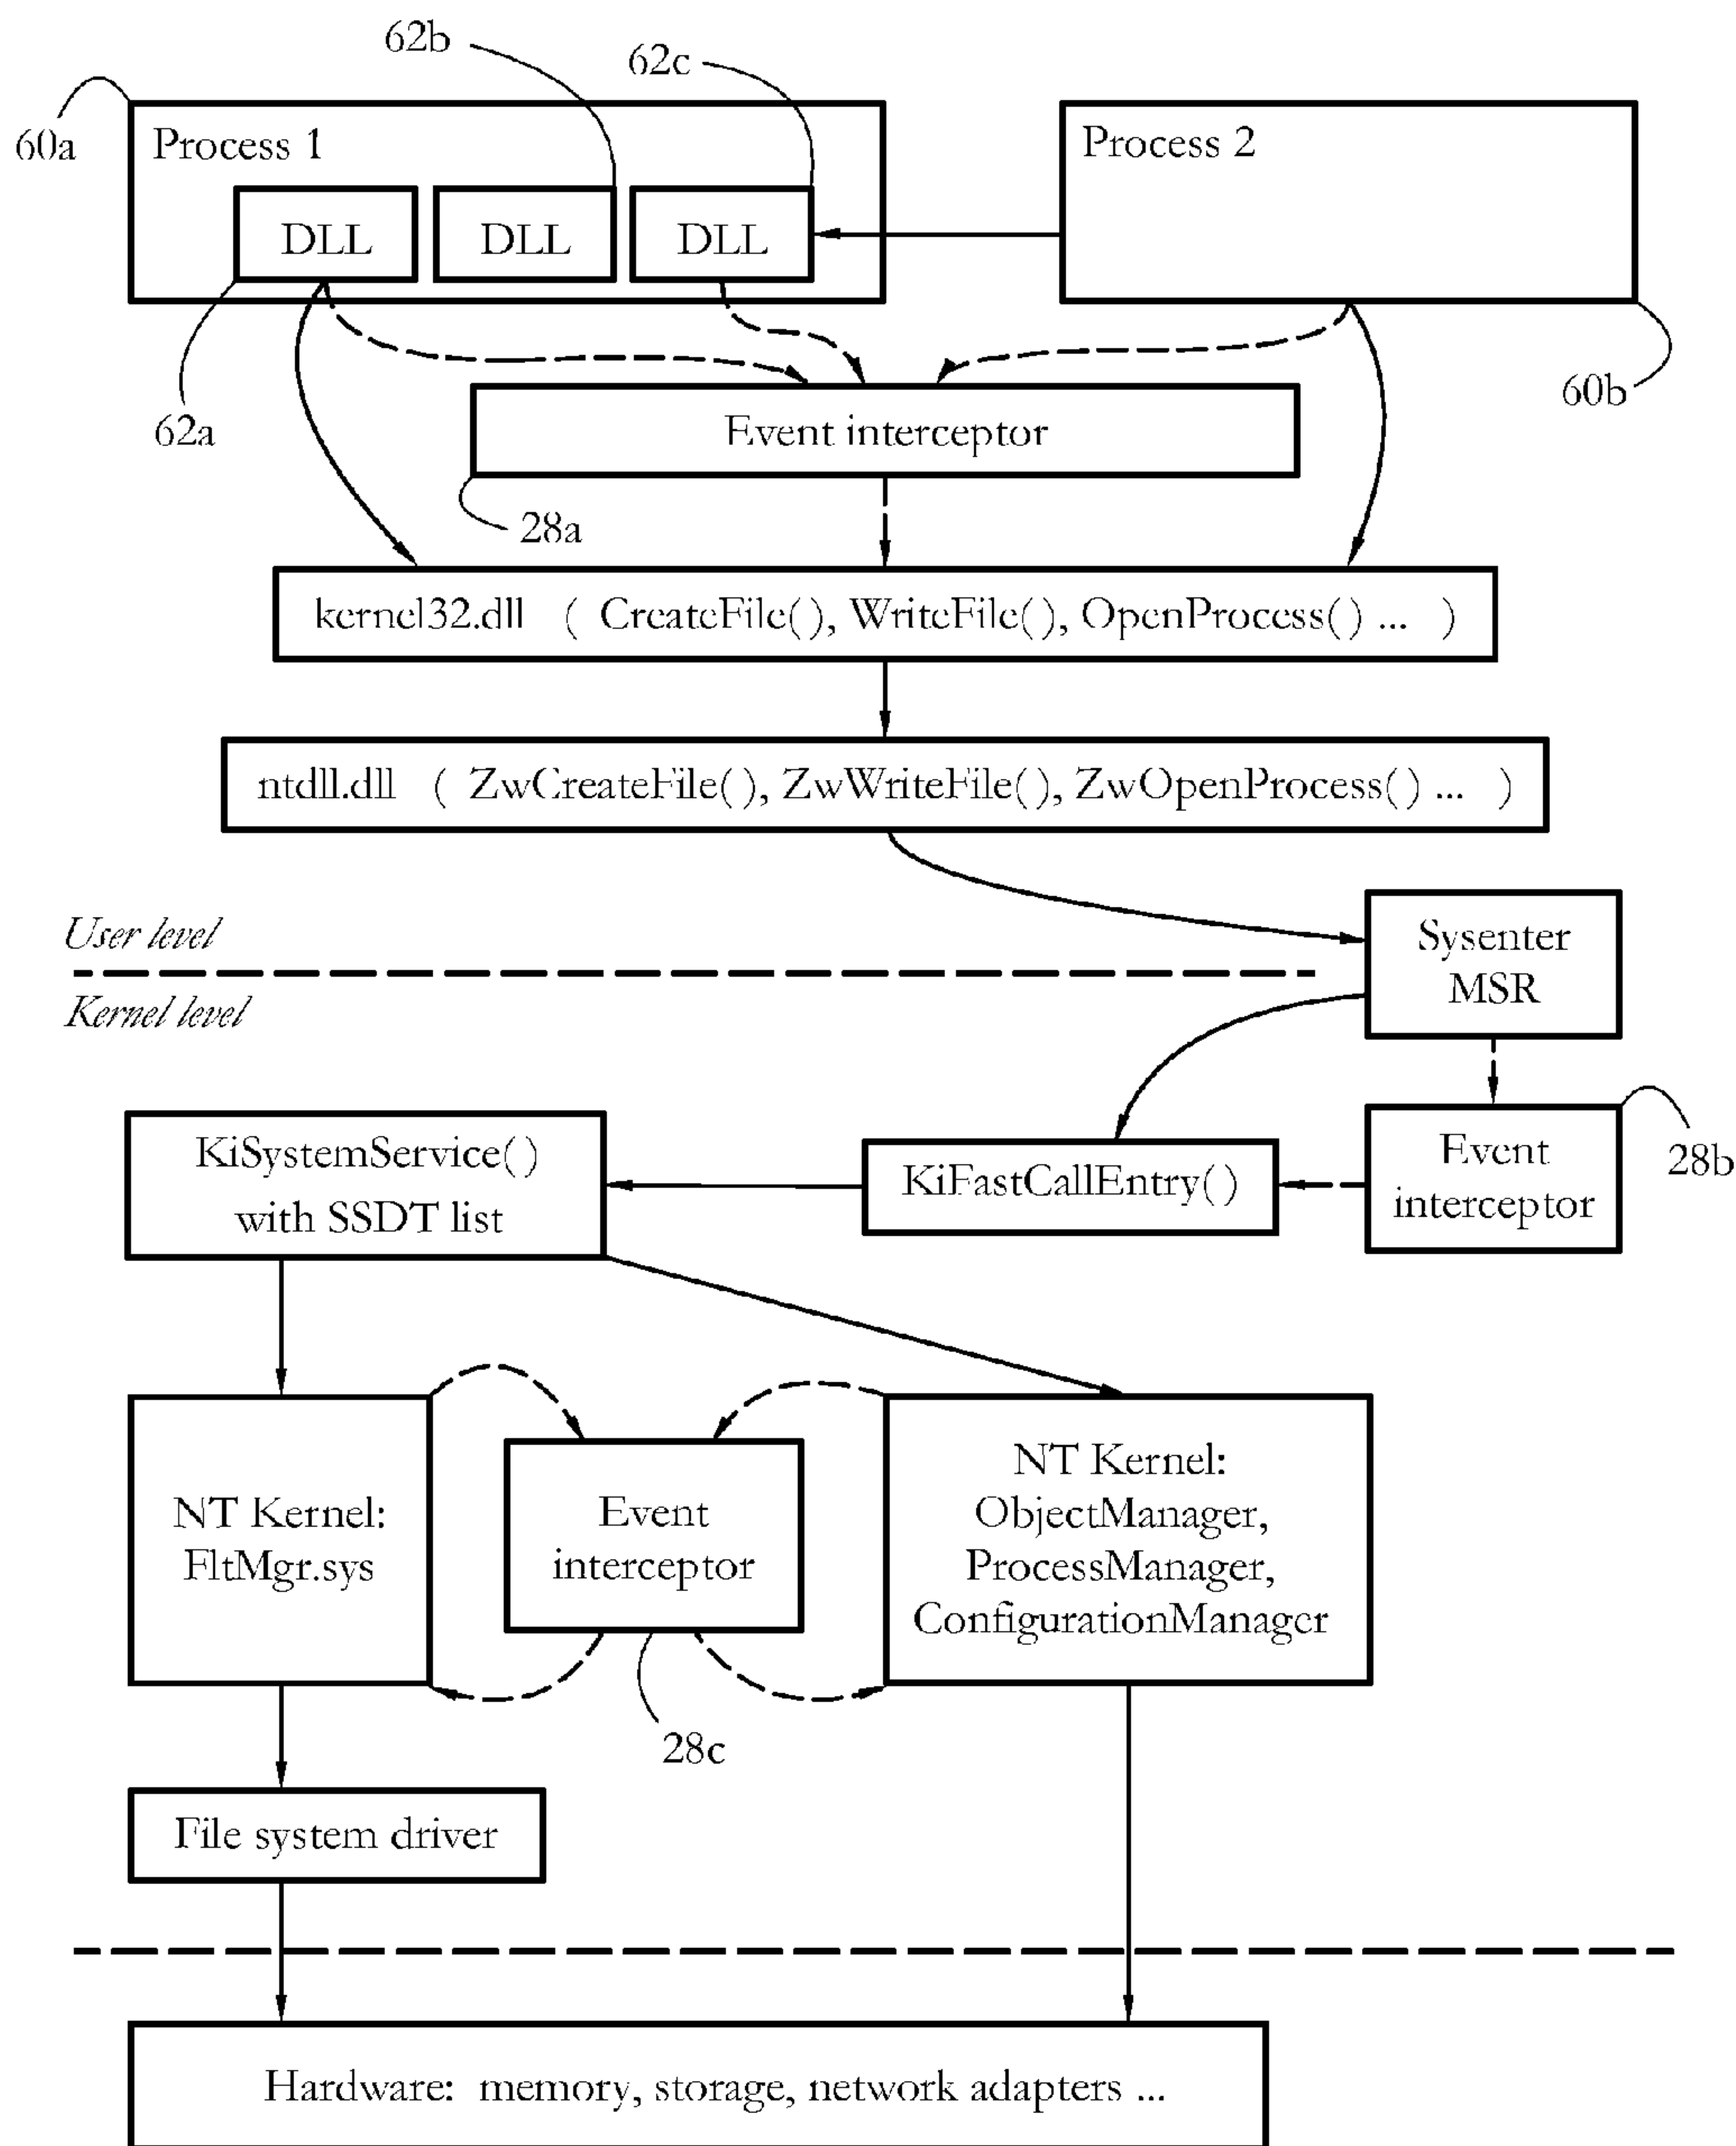 62b
62c
60a
Process 1
Process 2
DLL
DLL
DLL
62a
60b
Event interceptor
28a
kernel32.dll ( CreateFile(), WriteFile(), OpenProcess() ... )
ntdll.dll ( ZwCreateFile(), ZwWriteFile(), ZwOpenProcess() ... )
User level
Kernel level
Sysenter
MSR
KiSystemService()
with SSDT list
KiFastCallEntry()
Event
interceptor
28b
NT Kernel:
FltMgr.sys
Event
interceptor
NT Kernel:
ObjectManager,
ProcessManager,
ConfigurationManager
28c
File system driver
Hardware: memory, storage, network adapters ...